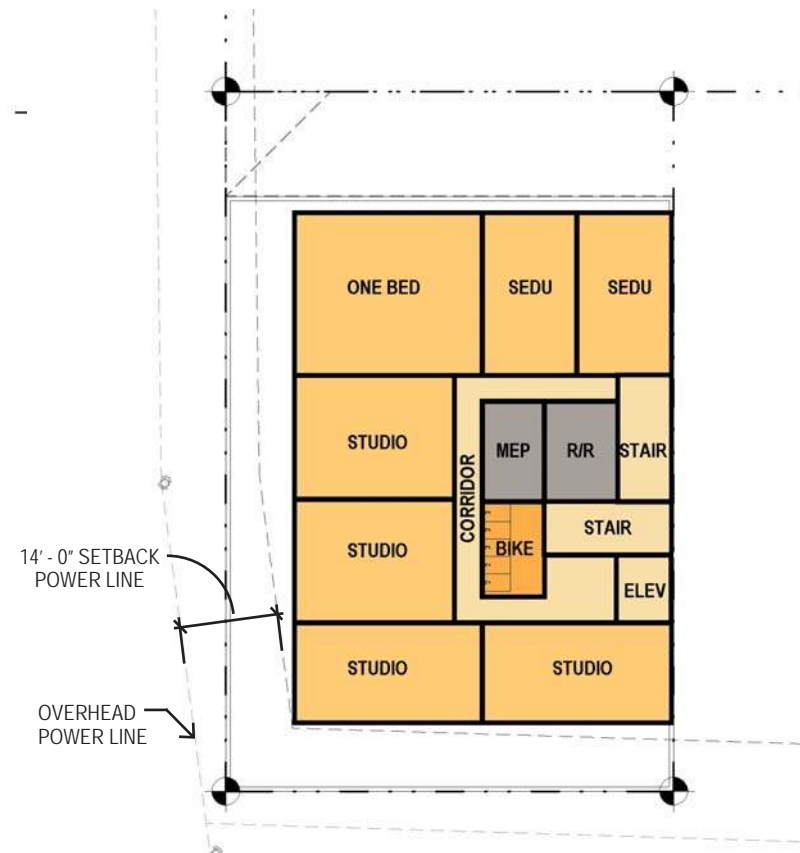 ONE BED
SEDU
SEDU
STUDIO
MEP
R/R
STAIR
CORRIDOR
STUDIO
BIKE
STAIR
ELEV
14' - 0" SETBACK
POWER LINE
STUDIO
STUDIO
OVERHEAD
POWER LINE